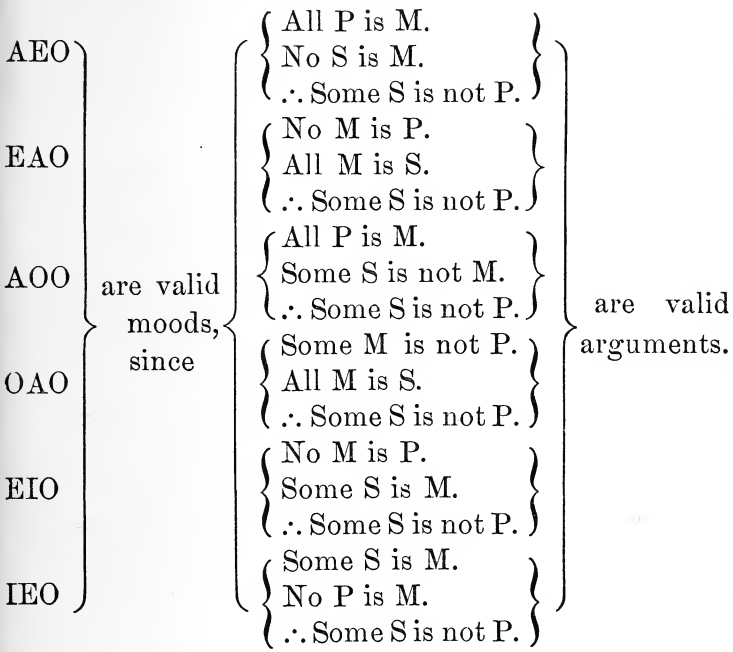 AEO
EAO
AOO
OAO
EIO
IEO
are valid
moods,
since
All P is M.
No S is M.
∴ Some S is not P.
No M is P.
All M is S.
∴ Some S is not P.
All P is M.
Some S is not M.
∴ Some S is not P.
Some M is not P.
All M is S.
∴ Some S is not P.
No M is P.
Some S is M.
∴ Some S is not P.
Some S is M.
No P is M.
∴ Some S is not P.
are valid
arguments.